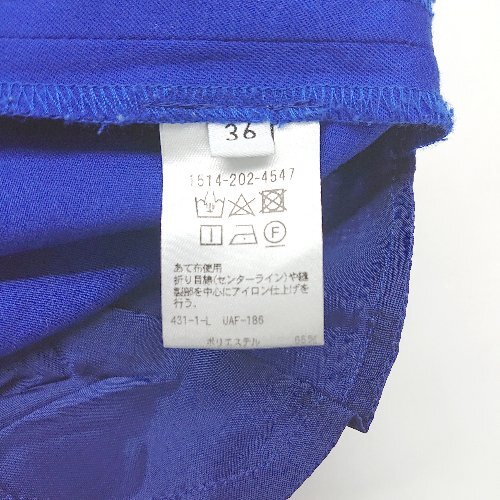 36
1514-202-4547
あて布使用
折り目線(センターライン)や縫
製部を中心にアイロン仕上げを
行う.
431-1-L UAF-186
ポリエステル